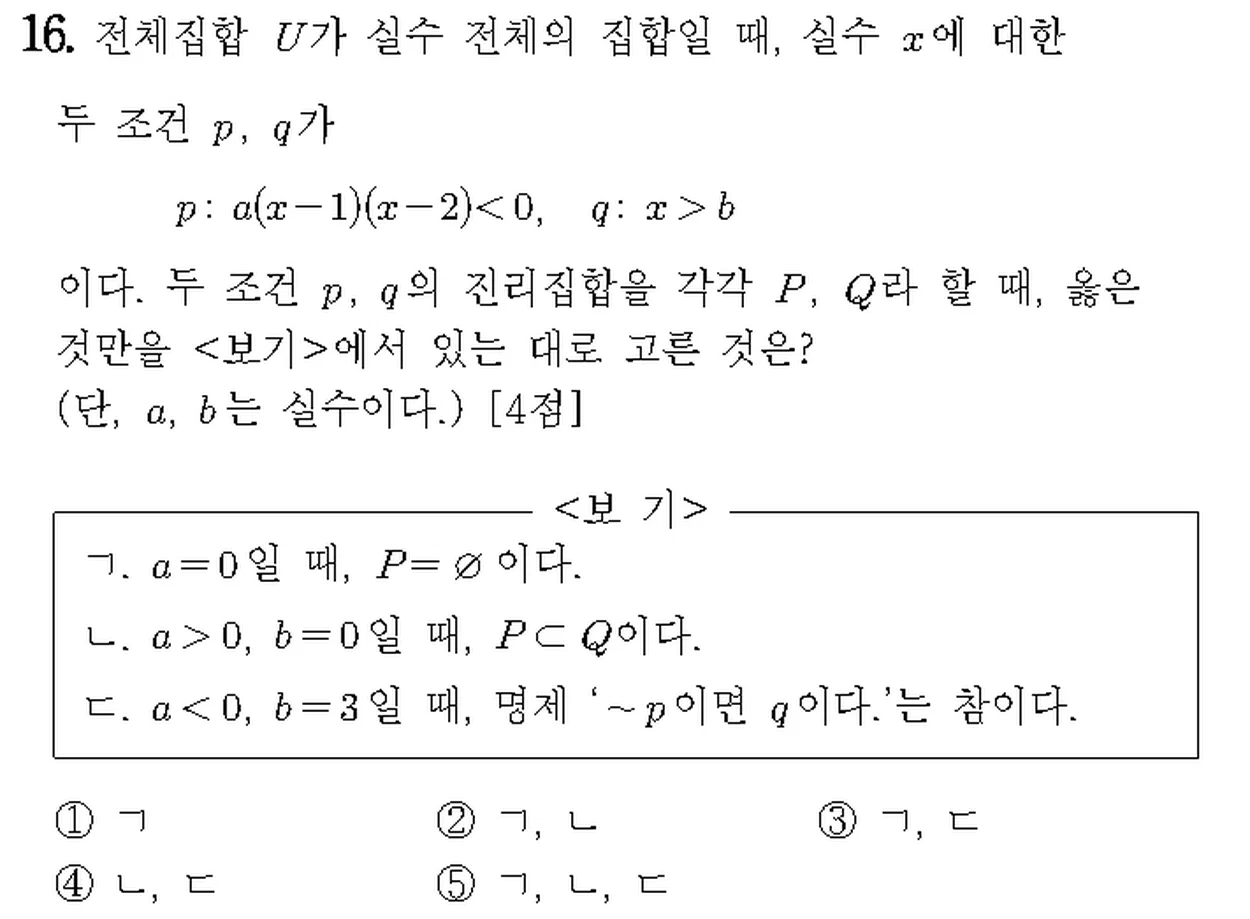 16. 전체집합 U가 실수 전체의 집합일 때, 실수 x에 대한
두 조건 p, q가
p: a(x-1)(x-2)<0, q: x>b
이다. 두 조건 p, q의 진리집합을 각각 P, Q라 할 때, 옳은
것만을 <보기>에서 있는 대로 고른 것은?
(단, a, b는 실수이다.) [4점]
<보 기>
ㄱ. a=0일 때, P=∅이다.
ㄴ. a>0, b=0일 때, P⊂Q이다.
ㄷ. a<0, b=3일 때, 명제 ‘~p이면 q이다.’는 참이다.
① ㄱ ② ㄱ, ㄴ ③ ㄱ, ㄷ
④ ㄴ, ㄷ ⑤ ㄱ, ㄴ, ㄷ